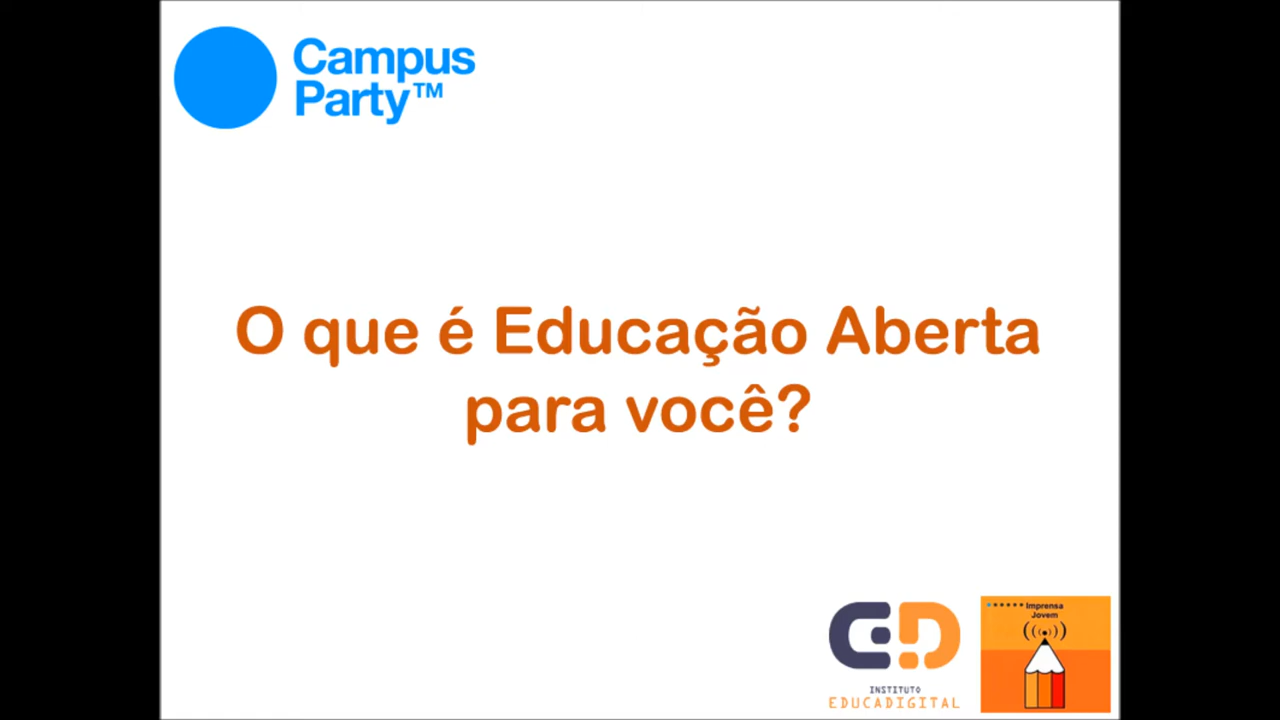 Campus
Party™
O que é Educação Aberta
para você?
Imprensa
Jovem
INSTITUTO
EDUCADIGITAL